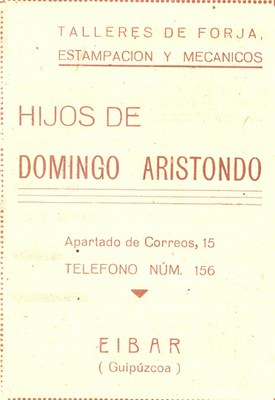 TALLERES DE FORJA,
ESTAMPACION Y MECANICOS
HIJOS DE
DOMINGO ARISTONDO
Apartado de Correos, 15
TELEFONO NÚM. 156
EIBAR
( Guipúzcoa )